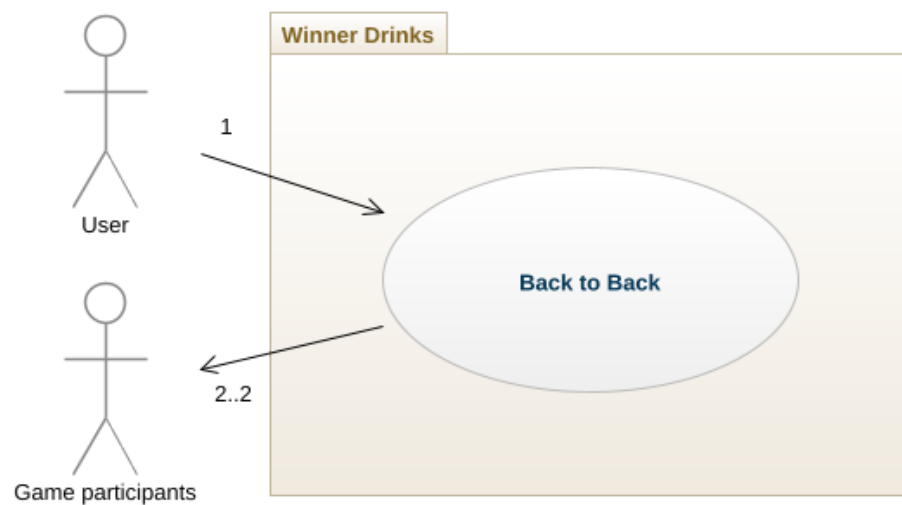 Winner Drinks
1
User
Back to Back
2..2
Game participants